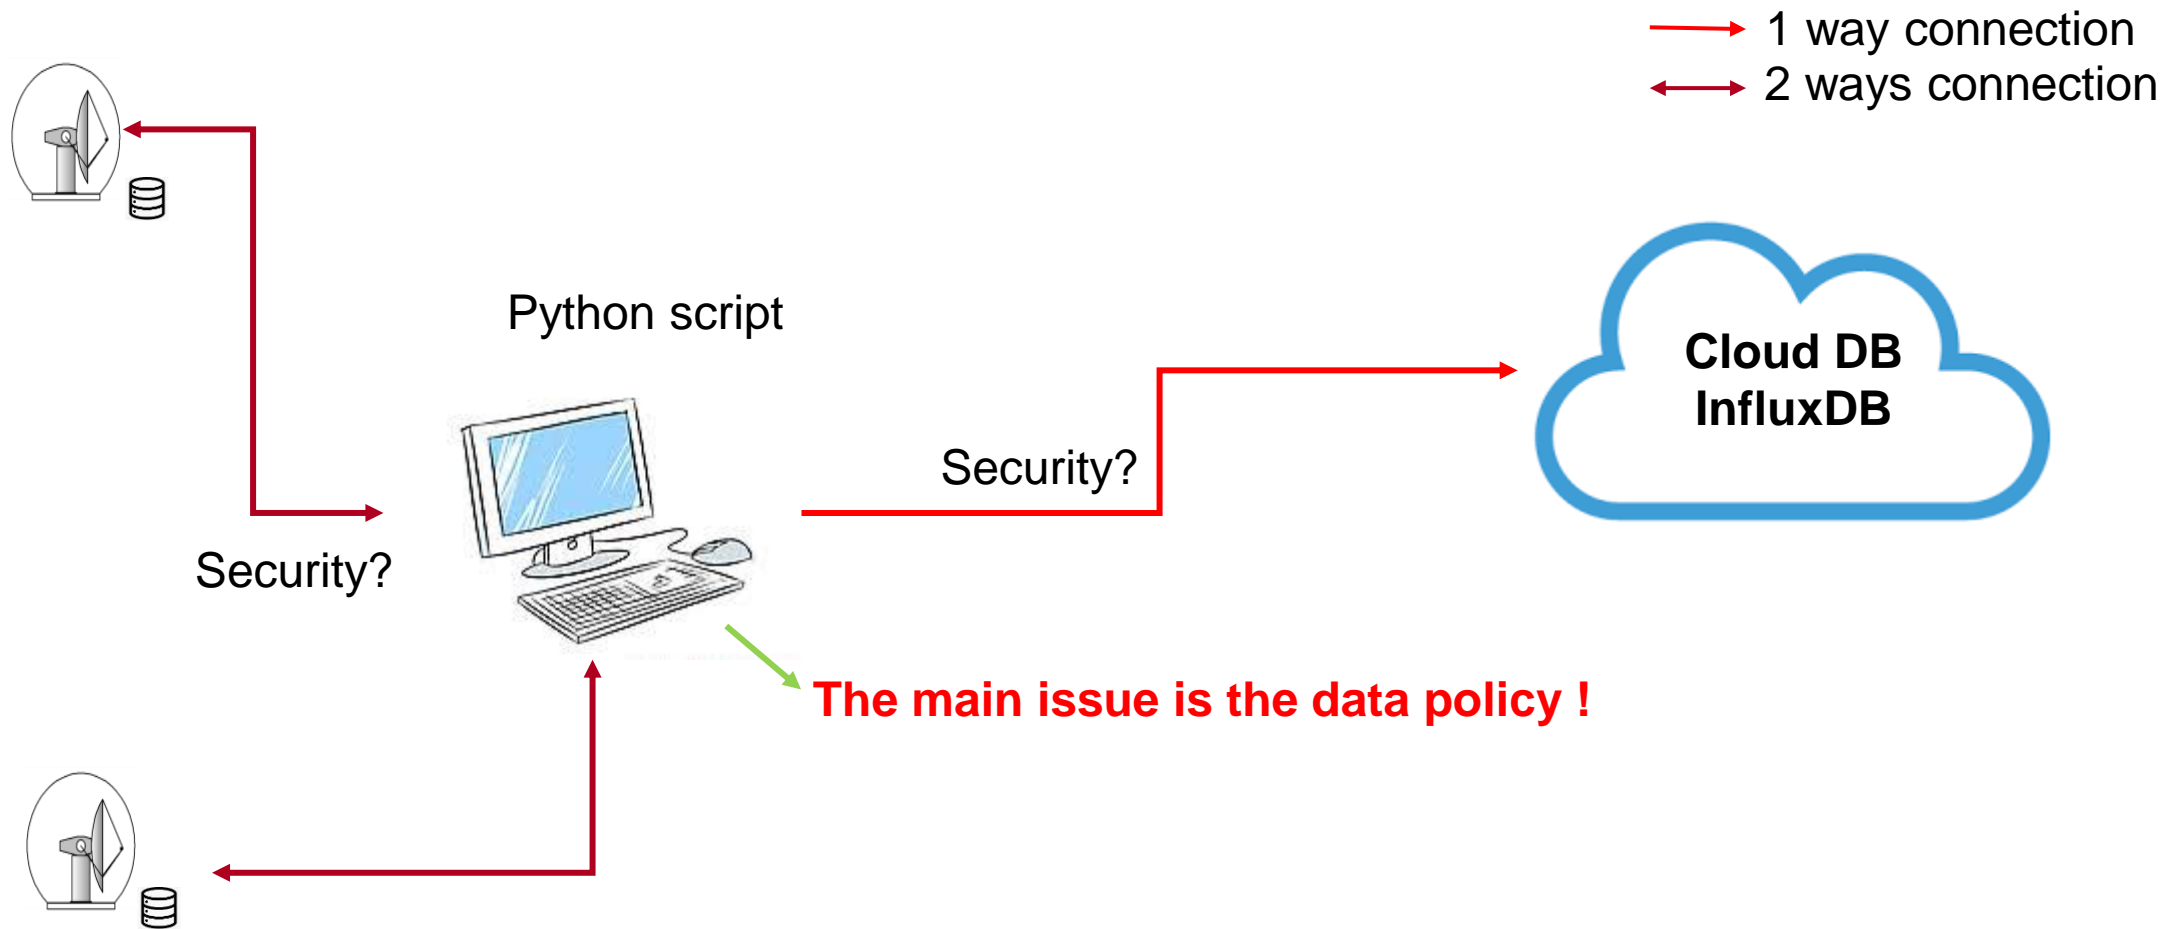 1 way connection
2 ways connection
Python script
Cloud DB
InfluxDB
Security?
Security?
The main issue is the data policy !